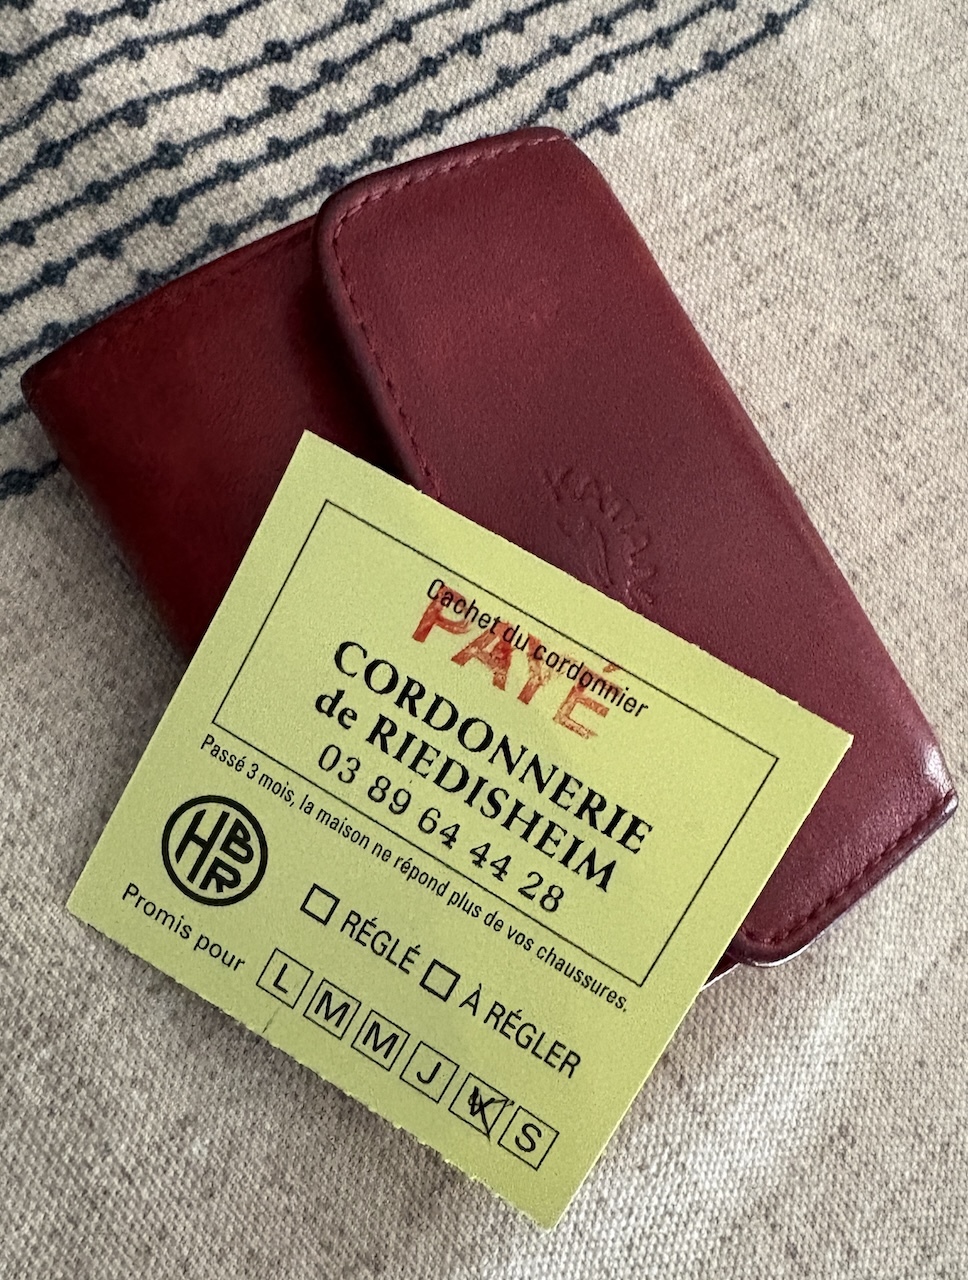 Cachet du cordonnier
PAYÉ
CORDONNERIE
de RIEDISHEIM
03 89 64 44 28
Passé 3 mois, la maison ne répond plus de vos chaussures.
HBR
RÉGLÉ À RÉGLER
Promis pour
L M M J V S